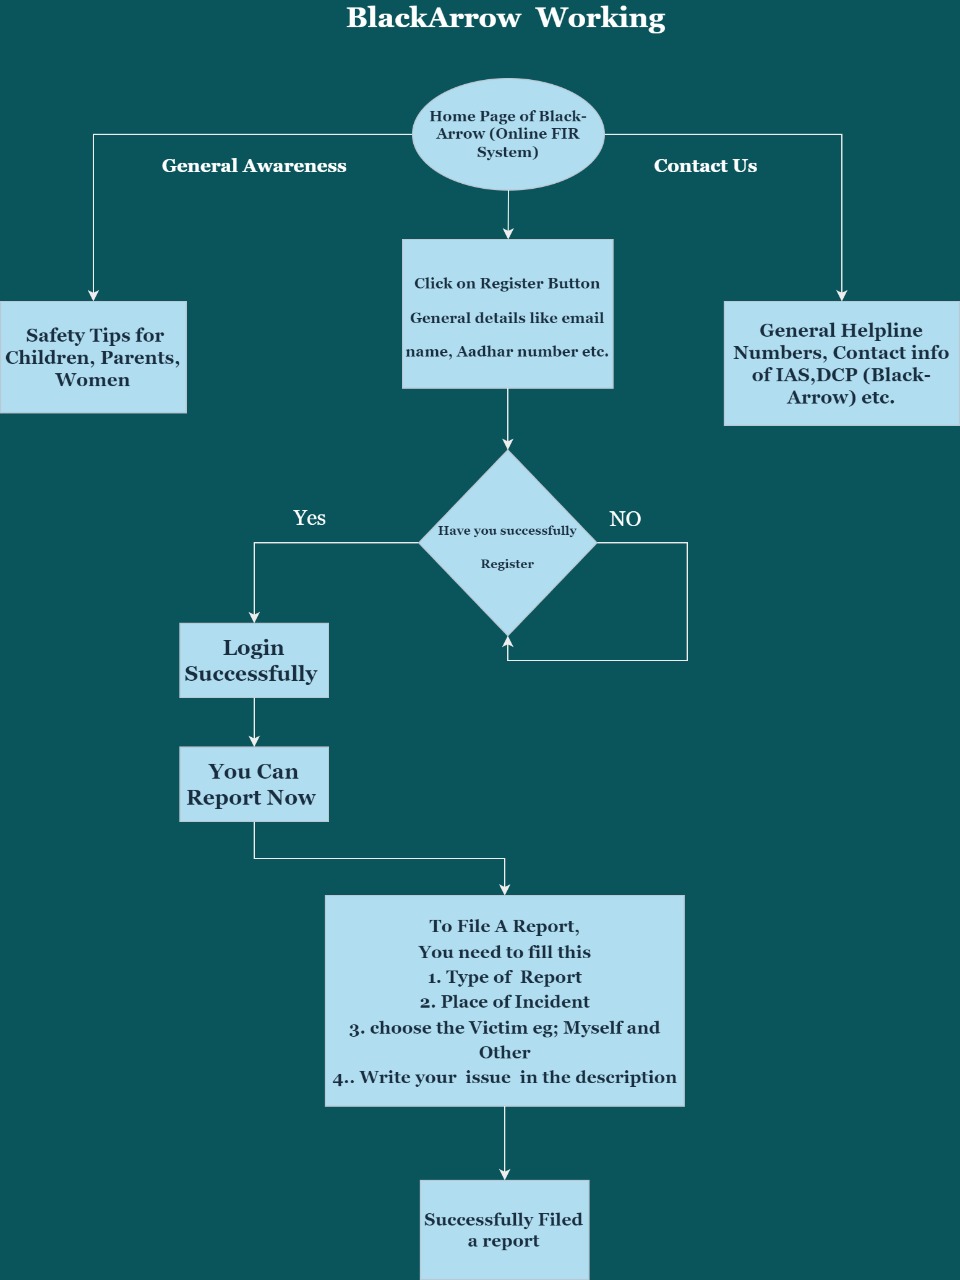 BlackArrow  Working
Home Page of Black-
Arrow (Online FIR
System)
General Awareness
Contact Us
Click on Register Button
General details like email
name, Aadhar number etc.
Safety Tips for
Children, Parents,
Women
General Helpline
Numbers, Contact info
of IAS,DCP (Black-
Arrow) etc.
Yes
NO
Have you successfully
Register
Login
Successfully
You Can
Report Now
To File A Report,
You need to fill this
1. Type of  Report
2. Place of Incident
3. choose the Victim eg; Myself and
Other
4.. Write your  issue  in the description
Successfully Filed
a report